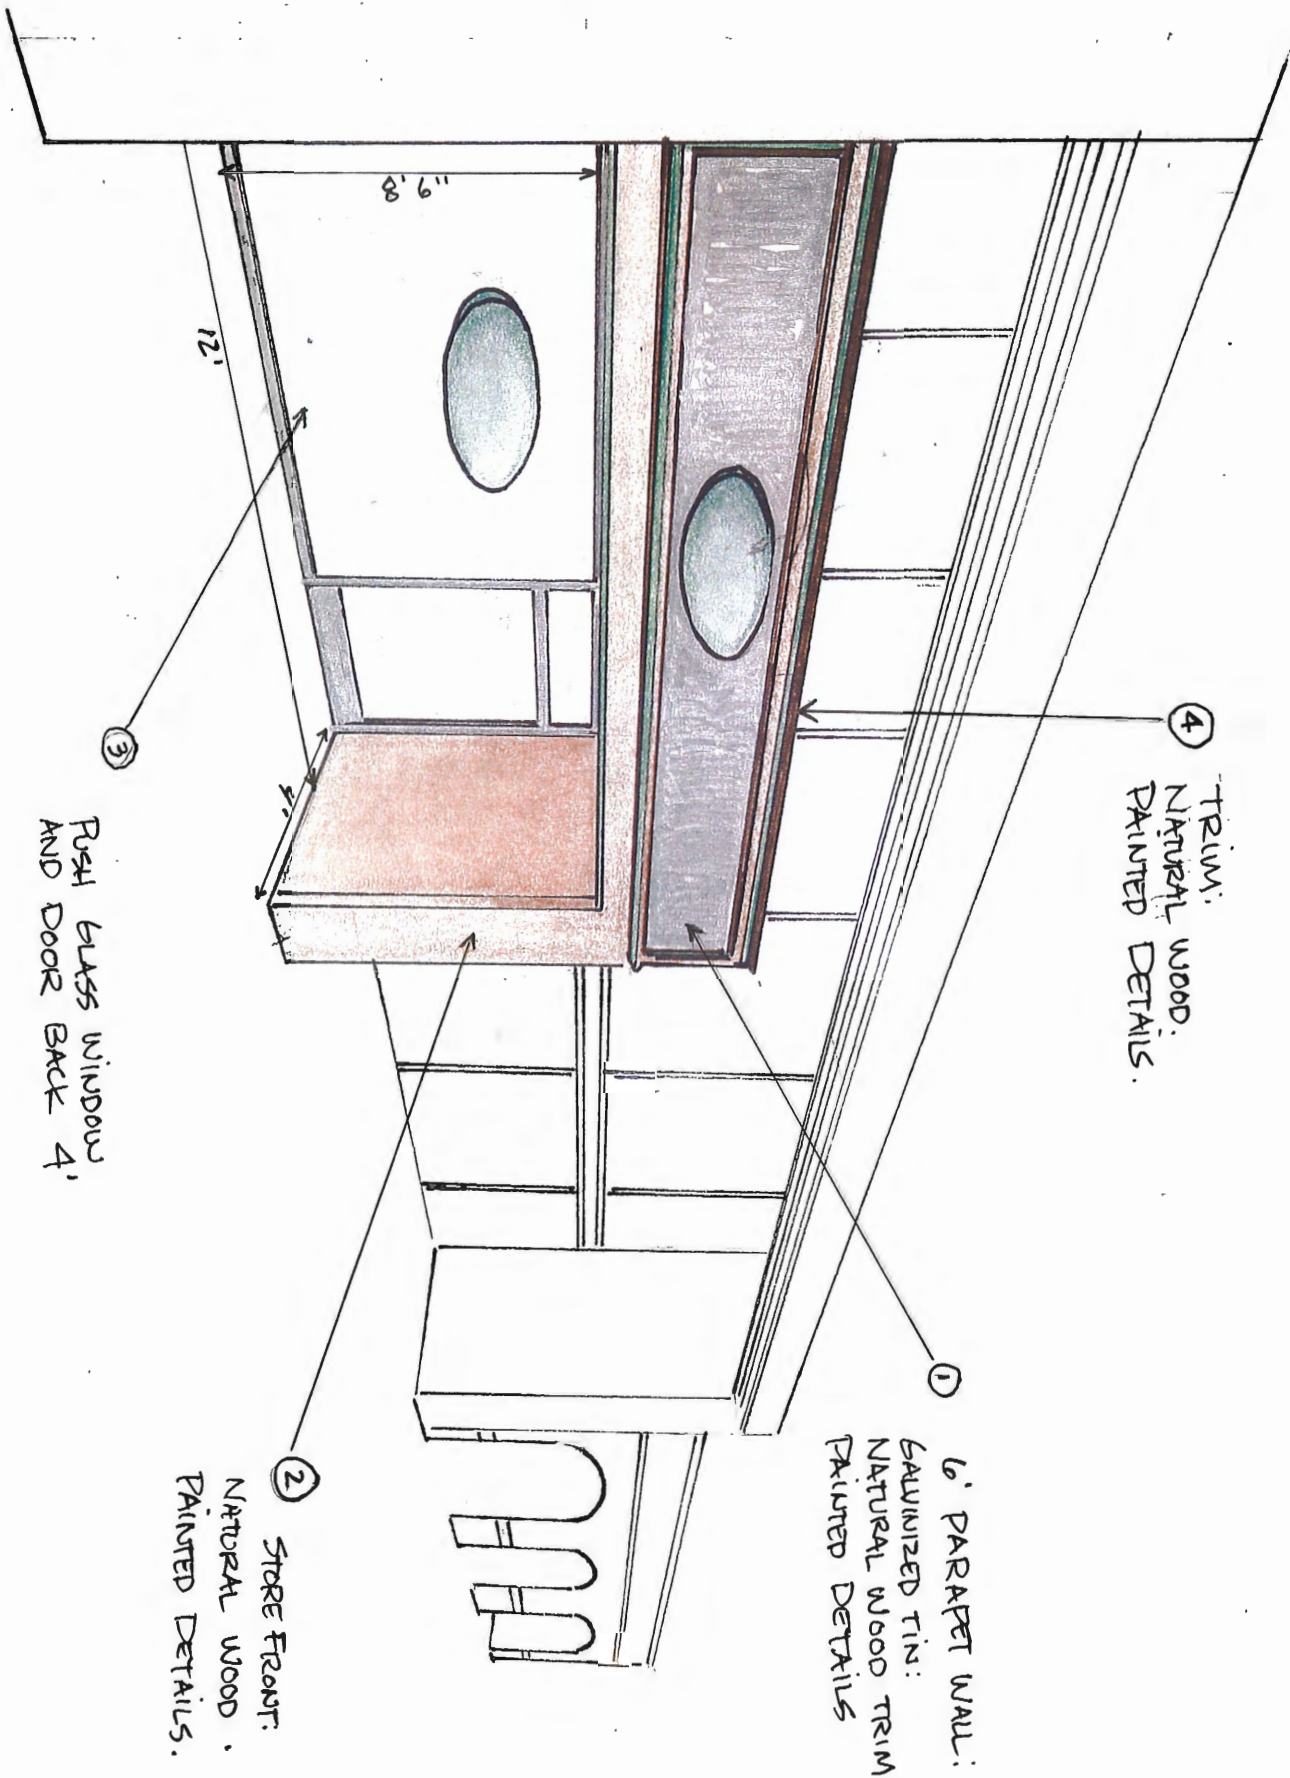 ④ TRIM:
NATURAL WOOD.
PAINTED DETAILS.
① 6' PARAPET WALL:
GALVINIZED TIN:
NATURAL WOOD TRIM
PAINTED DETAILS
8' 6"
12'
4'
② STORE FRONT:
NATURAL WOOD.
PAINTED DETAILS.
③ PUSH GLASS WINDOW
AND DOOR BACK 4'